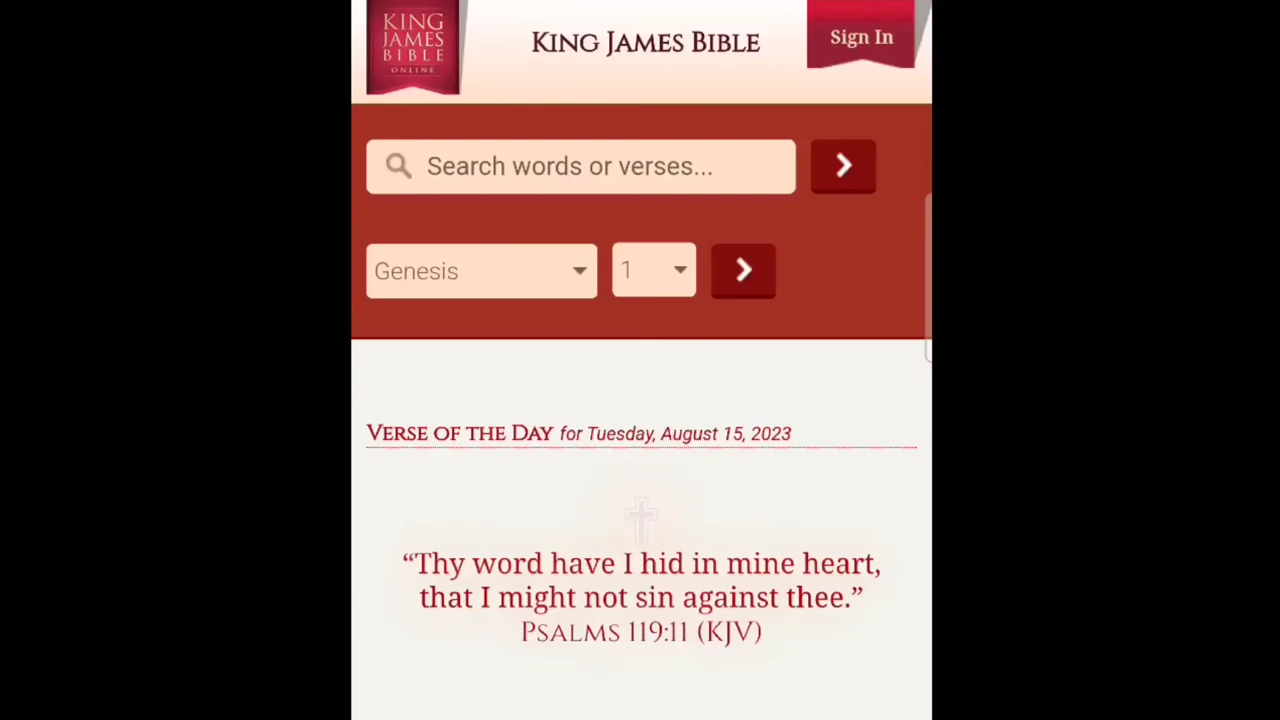 KING
JAMES
BIBLE
ONLINE
KING JAMES BIBLE
Sign In
Search words or verses...
Genesis
1
VERSE OF THE DAY for Tuesday, August 15, 2023
“Thy word have I hid in mine heart,
that I might not sin against thee.”
PSALMS 119:11 (KJV)